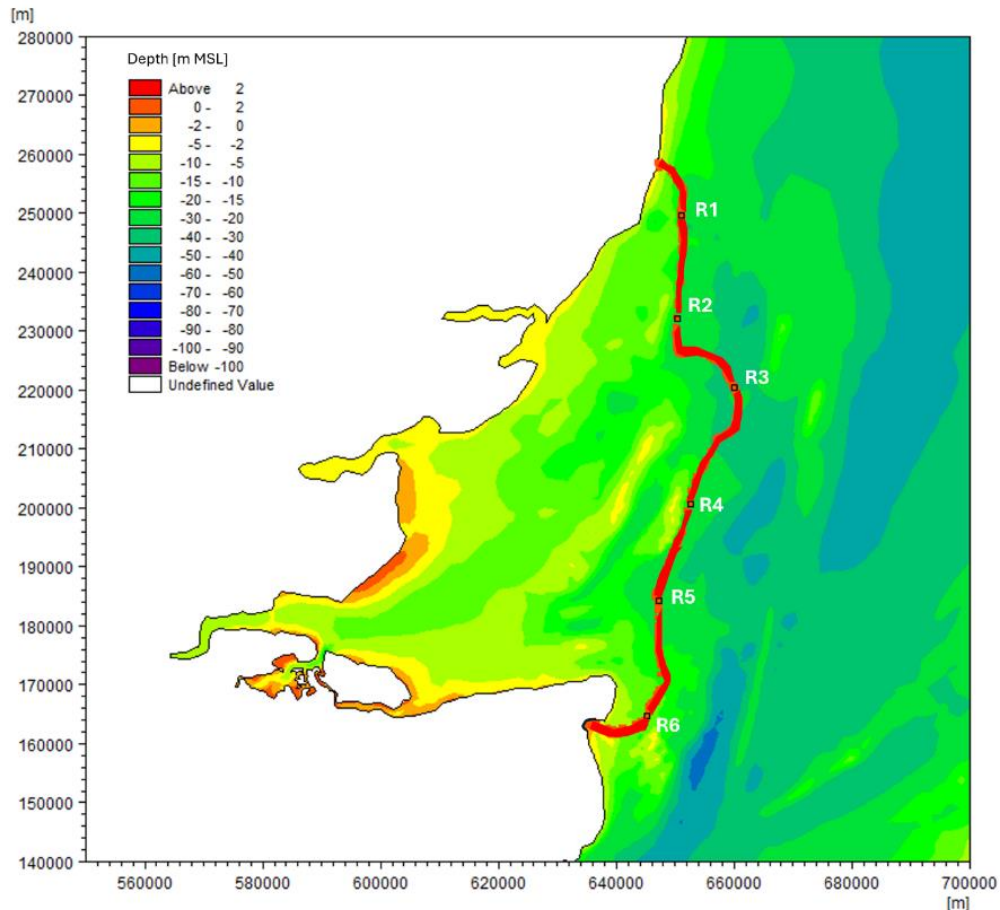 [m]
280000
270000
260000
250000
240000
230000
220000
210000
200000
190000
180000
170000
160000
150000
140000
Depth [m MSL]
Above 2
0 - 2
-2 - 0
-5 - -2
-10 - -5
-15 - -10
-20 - -15
-30 - -20
-40 - -30
-50 - -40
-60 - -50
-70 - -60
-80 - -70
-90 - -80
-100 - -90
Below -100
Undefined Value
R1
R2
R3
R4
R5
R6
560000 580000 600000 620000 640000 660000 680000 700000
[m]